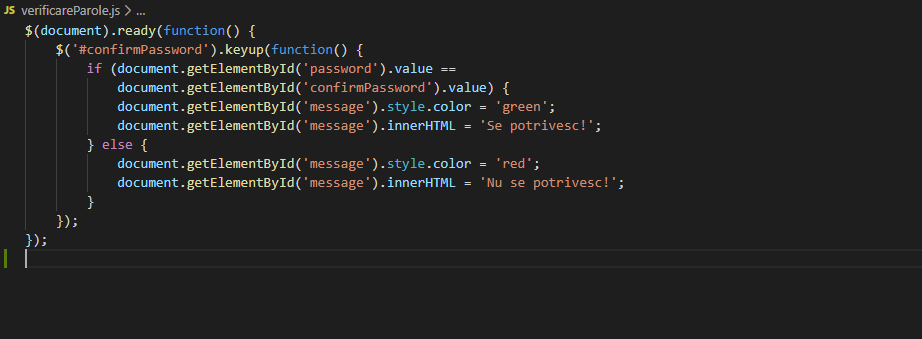 JS verificareParole.js > ...
$(document).ready(function() {
    $('#confirmPassword').keyup(function() {
        if (document.getElementById('password').value ==
            document.getElementById('confirmPassword').value) {
            document.getElementById('message').style.color = 'green';
            document.getElementById('message').innerHTML = 'Se potrivesc!';
        } else {
            document.getElementById('message').style.color = 'red';
            document.getElementById('message').innerHTML = 'Nu se potrivesc!';
        }
    });
});